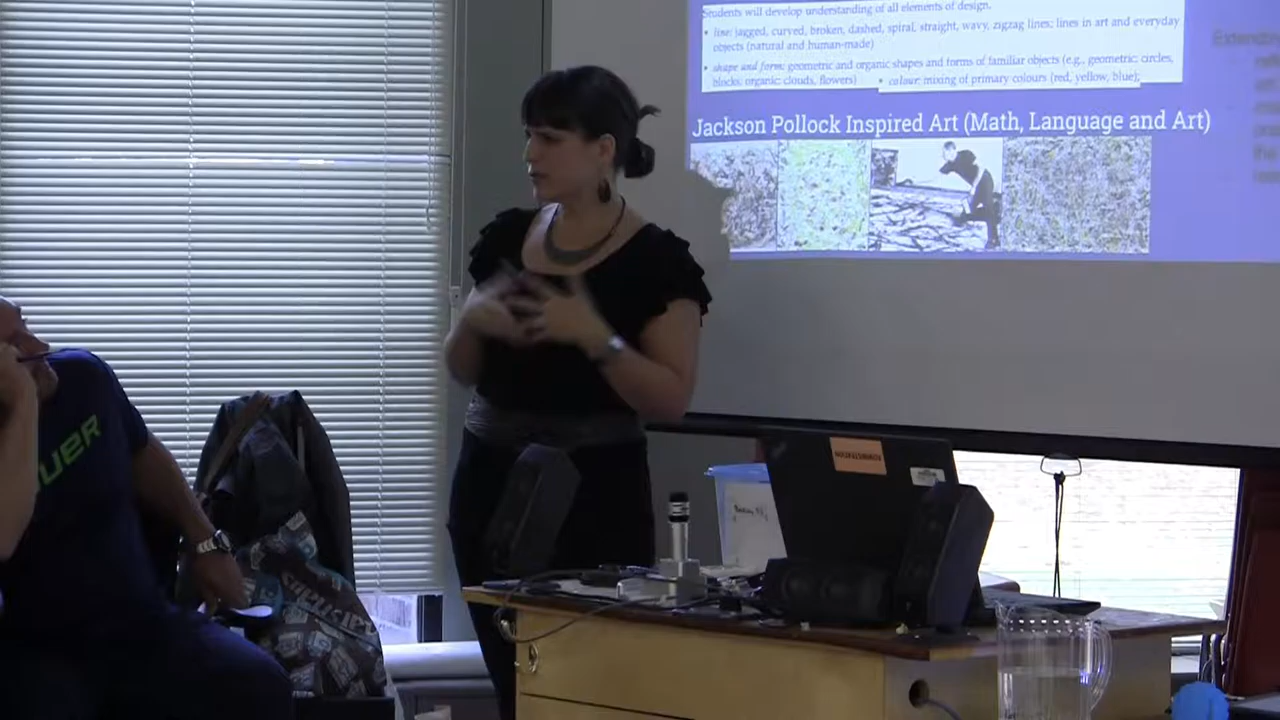 Students will develop understanding of all elements of design.
• line: jagged, curved, broken, dashed, spiral, straight, wavy, zigzag lines; lines in art and everyday
objects (natural and human-made)
• shape and form: geometric and organic shapes and forms of familiar objects (e.g., geometric: circles,
blocks; organic: clouds, flowers) • colour: mixing of primary colours (red, yellow, blue);
Jackson Pollock Inspired Art (Math, Language and Art)
UER